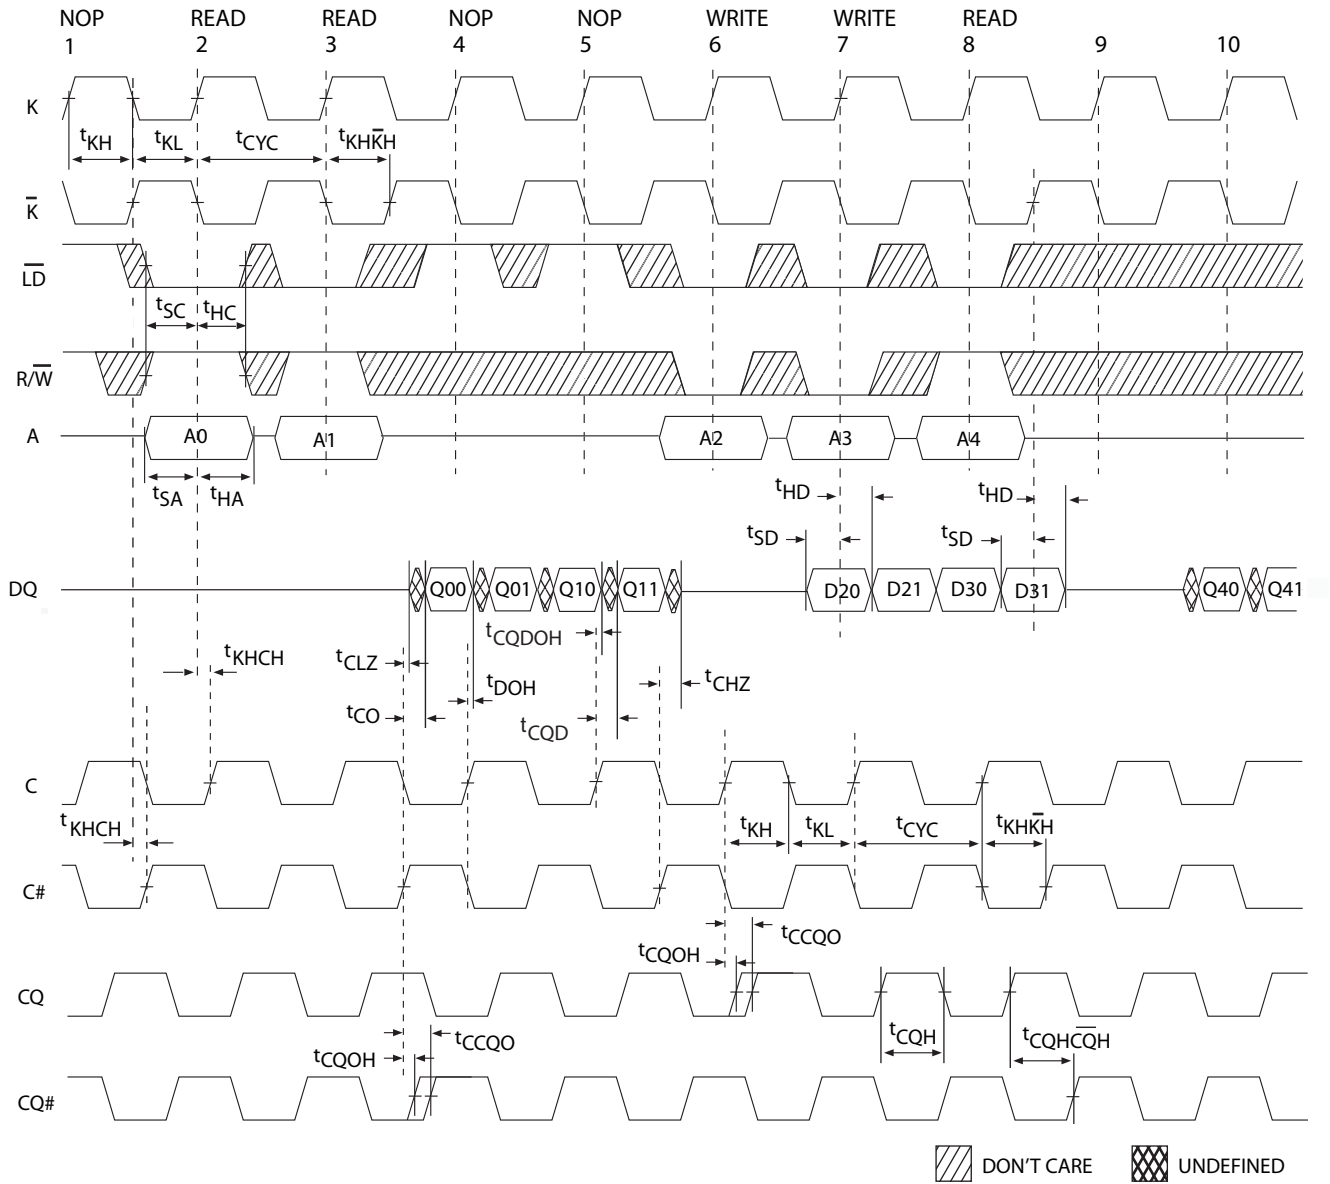 NOP READ READ NOP NOP WRITE WRITE READ
1 2 3 4 5 6 7 8 9 10
K
tKH tKL tCYC tKHK̅H
K̅
L̅D̅
tSC tHC
R/W̅
A A0 A1 A2 A3 A4
tSA tHA tHD tHD
tSD tSD
DQ Q00 Q01 Q10 Q11 D20 D21 D30 D31 Q40 Q41
tCQDOH
tKHCH tCLZ tDOH tCHZ
tCO tCQD
C
tKHCH tKH tKL tCYC tKHK̅H
C#
tCCQO
tCQOH
CQ
tCCQO tCQH tCQHC̅Q̅H
tCQOH
CQ#
DON'T CARE UNDEFINED